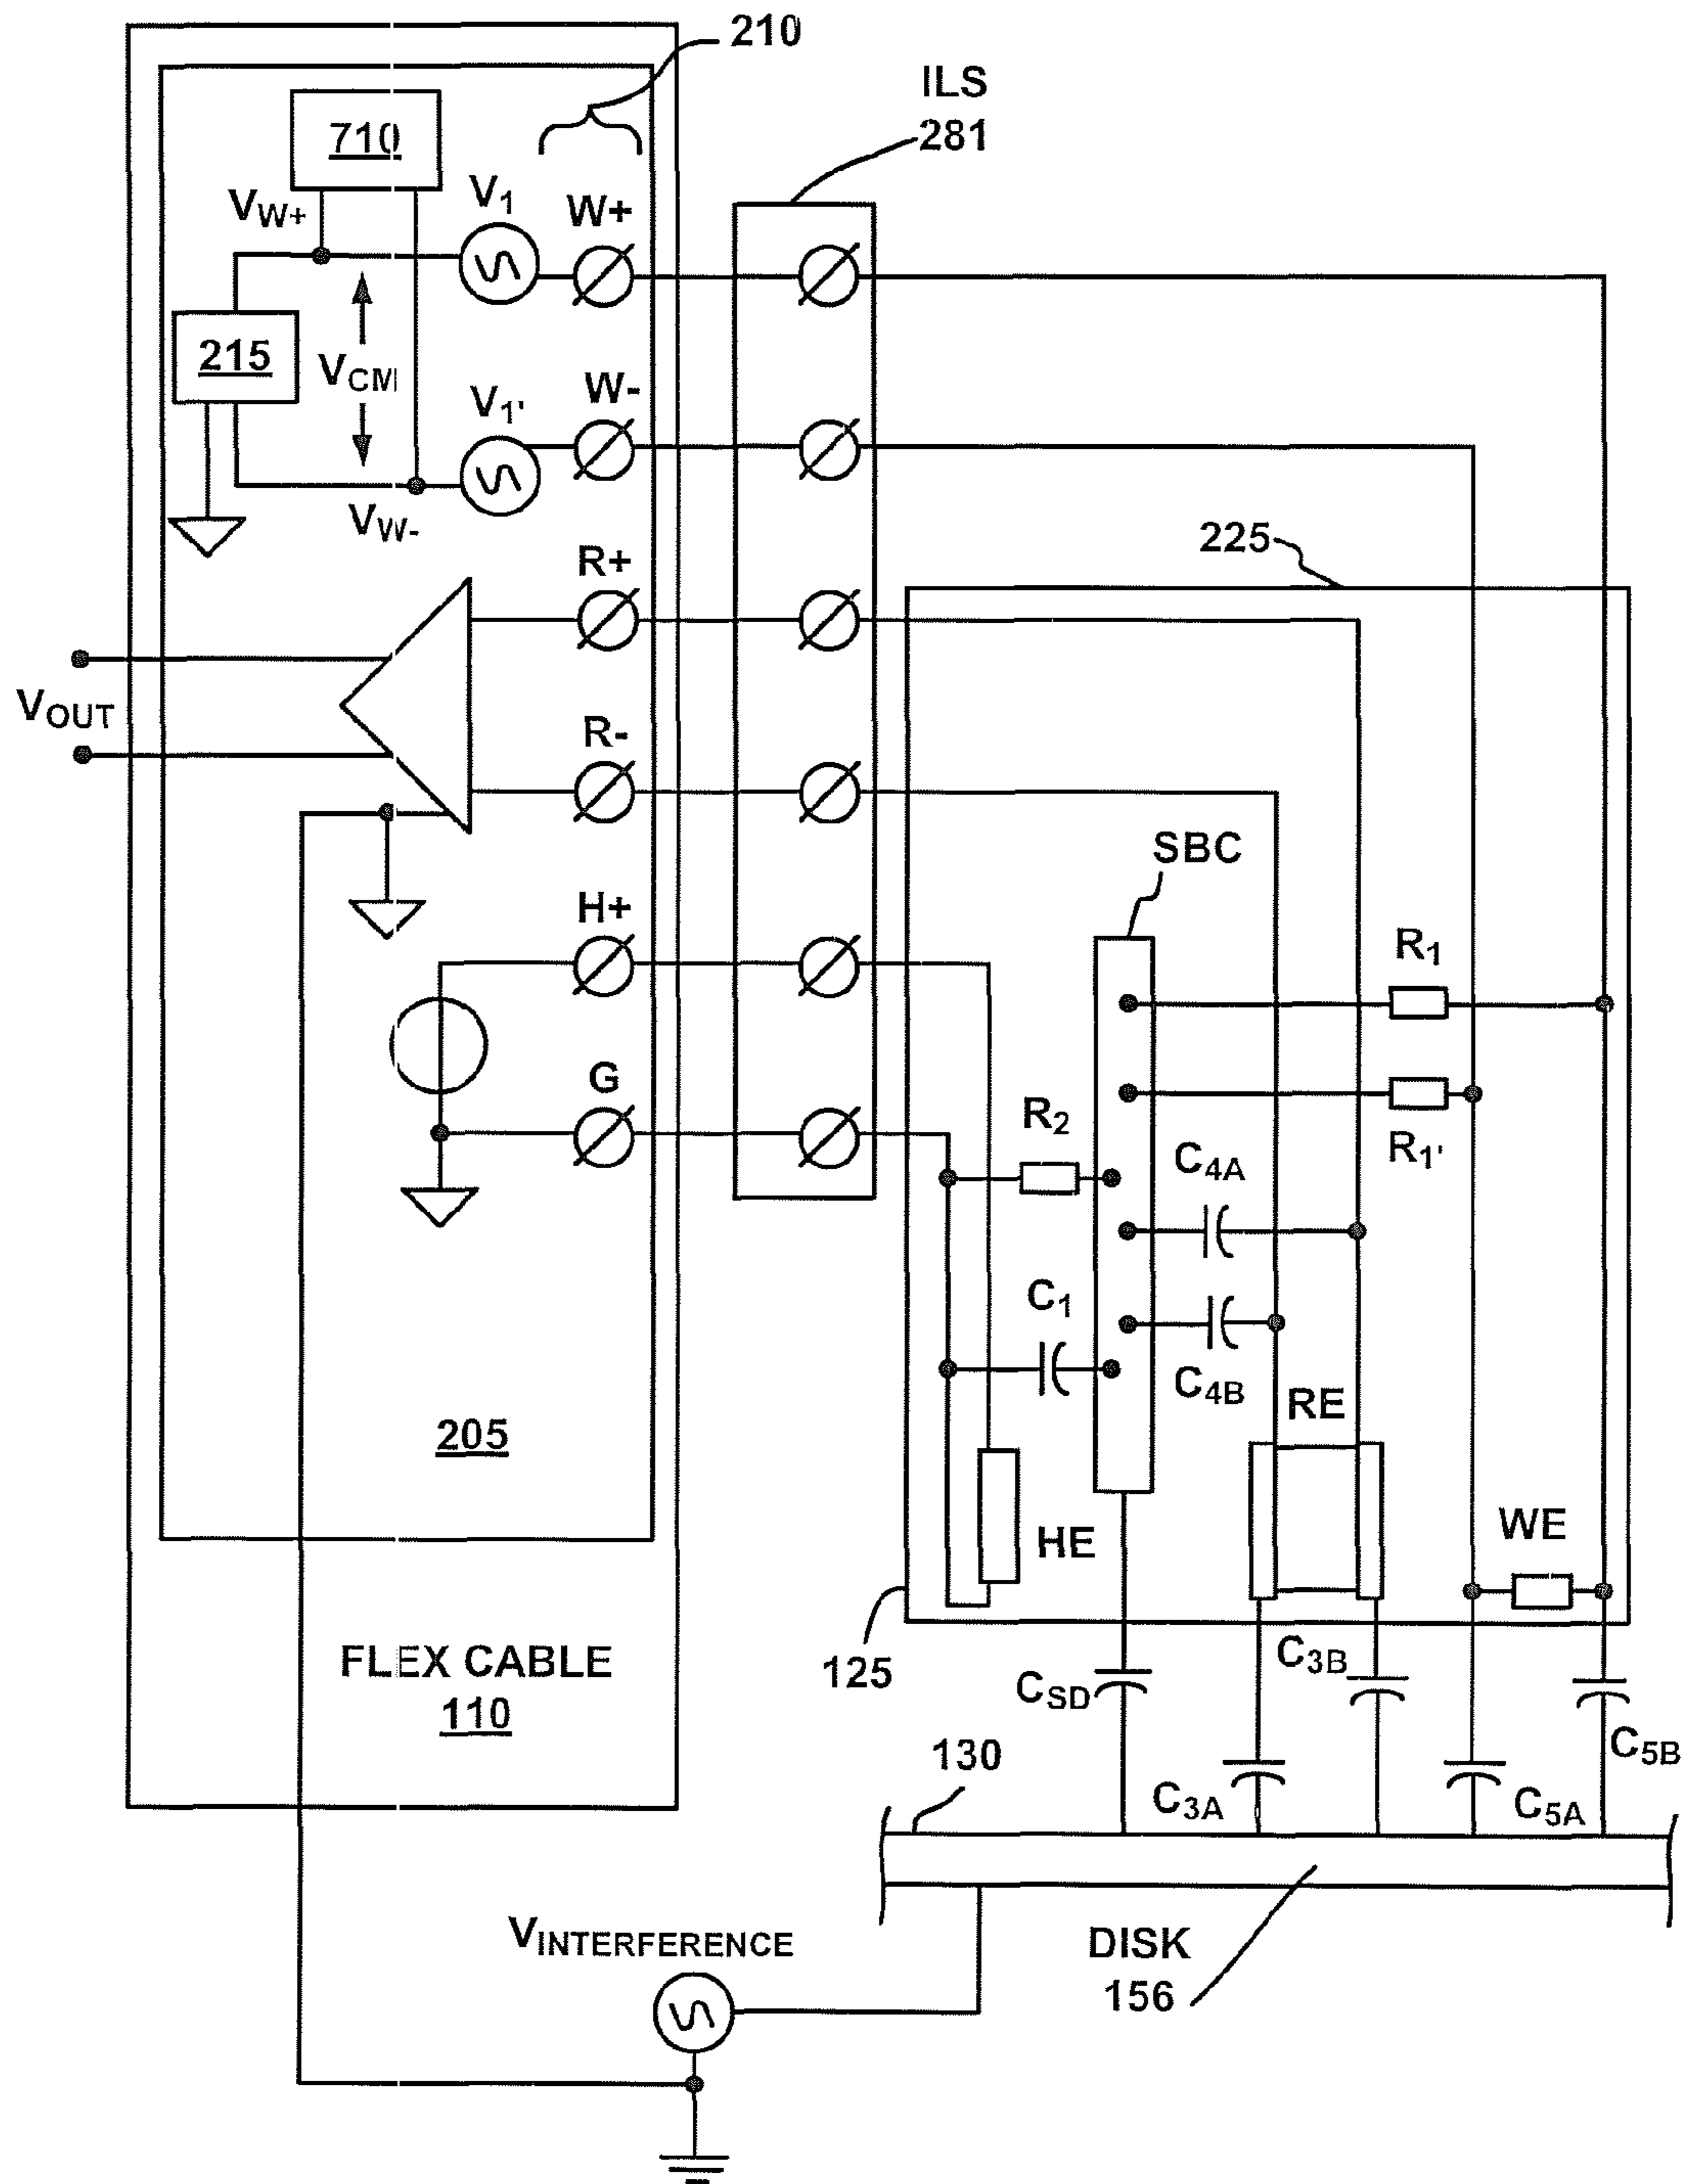 210
ILS
281
710
V1
W+
VW+
215
VCM
V1'
W-
VW-
225
R+
VOUT
R-
SBC
H+
R1
G
R2
R1'
C4A
C1
C4B
RE
205
WE
HE
FLEX CABLE
110
125
CSD
C3B
C5B
130
C3A
C5A
VINTERFERENCE
DISK
156